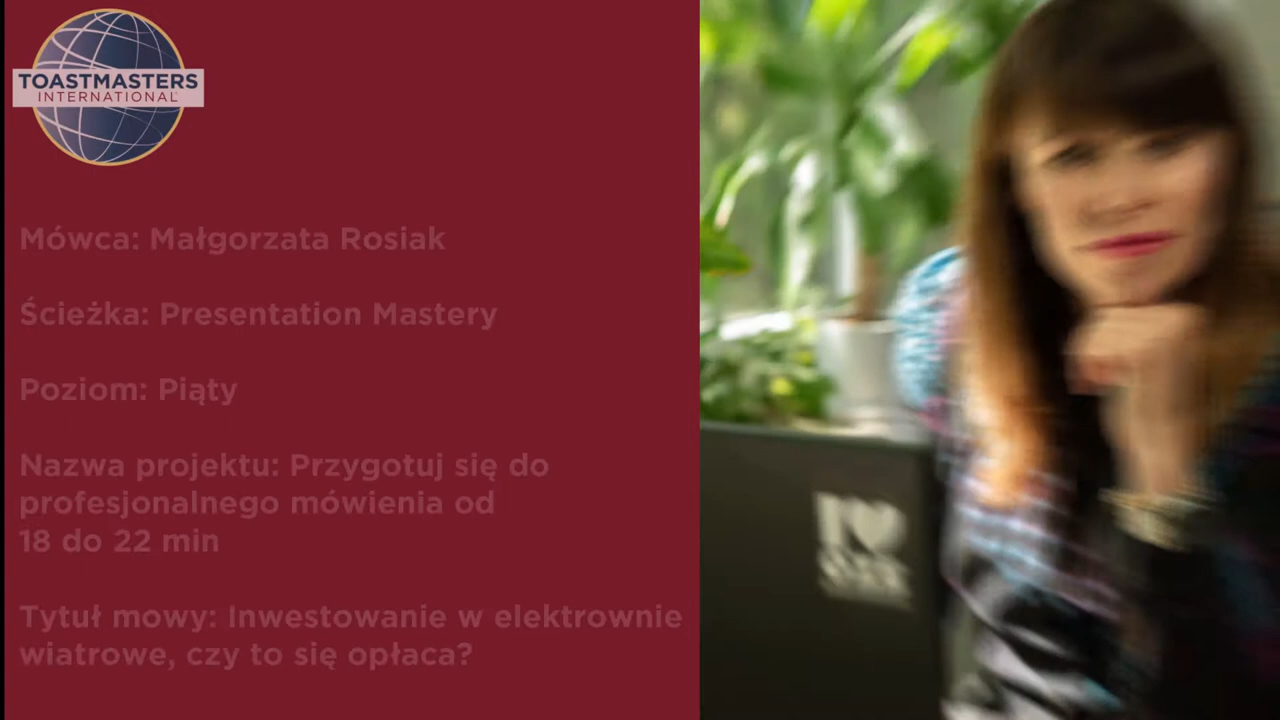 TOASTMASTERS
INTERNATIONAL
Mówca: Małgorzata Rosiak
Ścieżka: Presentation Mastery
Poziom: Piąty
Nazwa projektu: Przygotuj się do
profesjonalnego mówienia od
18 do 22 min
Tytuł mowy: Inwestowanie w elektrownie
wiatrowe, czy to się opłaca?
I